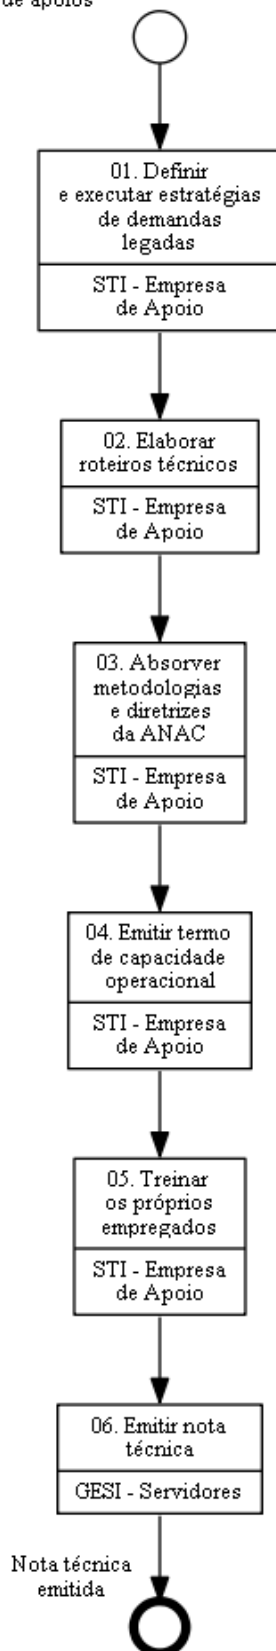 de apoios
01. Definir
e executar estratégias
de demandas
legadas
STI - Empresa
de Apoio
02. Elaborar
roteiros técnicos
STI - Empresa
de Apoio
03. Absorver
metodologias
e diretrizes
da ANAC
STI - Empresa
de Apoio
04. Emitir termo
de capacidade
operacional
STI - Empresa
de Apoio
05. Treinar
os próprios
empregados
STI - Empresa
de Apoio
06. Emitir nota
técnica
GESI - Servidores
Nota técnica
emitida